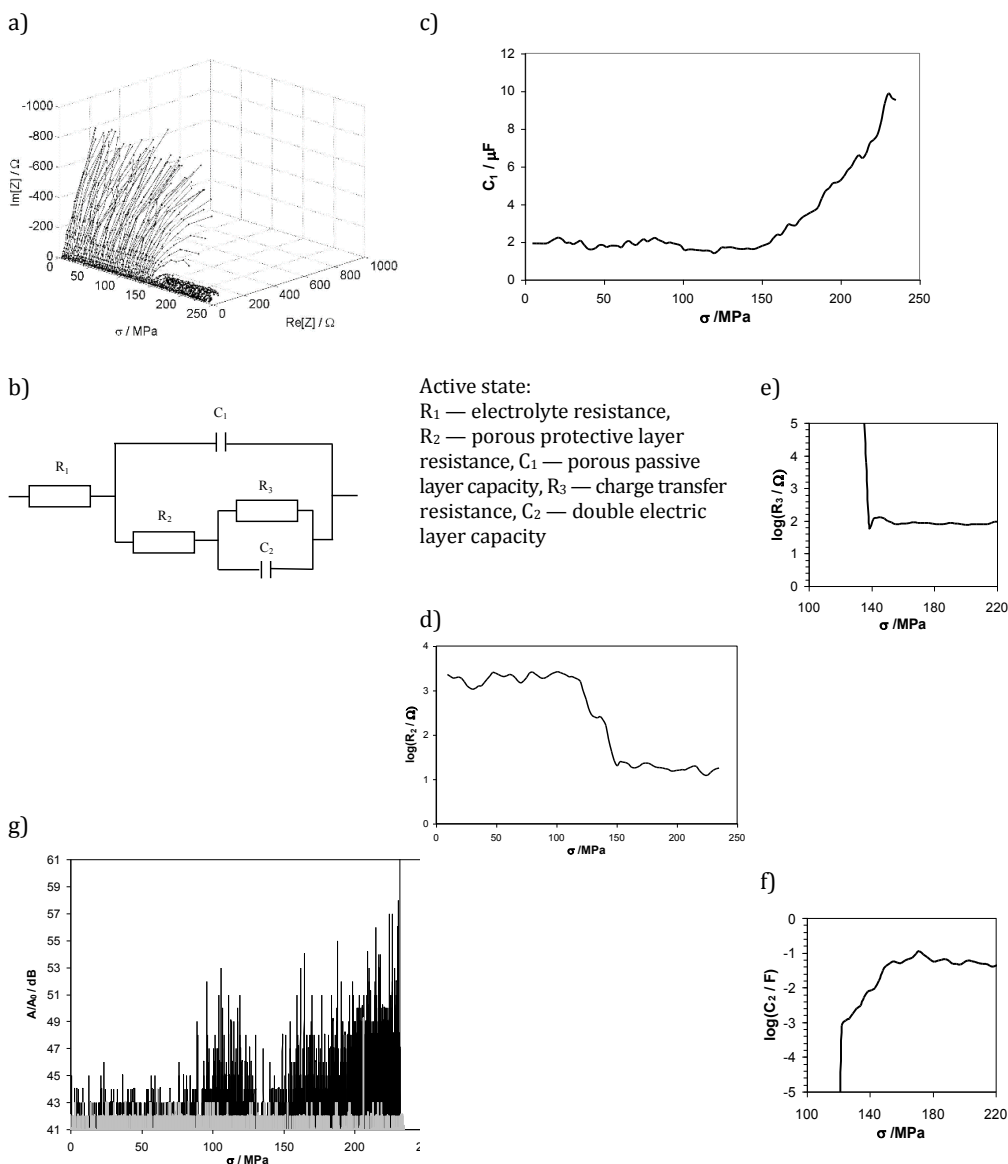 a)
-1000
-800
-600
-400
-200
0
Im[Z] / Ω
0
50
100
150
200
250
σ / MPa
0
200
400
600
800
1000
Re[Z] / Ω
c)
12
10
8
6
4
2
0
C₁ / μF
0 50 100 150 200 250
σ /MPa
b)
C₁
R₁
R₃
R₂
C₂
Active state:
R₁ — electrolyte resistance,
R₂ — porous protective layer
resistance, C₁ — porous passive
layer capacity, R₃ — charge transfer
resistance, C₂ — double electric
layer capacity
e)
5
4
3
2
1
0
log(R₃ / Ω)
100 140 180 220
σ /MPa
d)
4
3
2
1
0
log(R₂ / Ω)
0 50 100 150 200 250
σ /MPa
g)
61
59
57
55
53
51
49
47
45
43
41
A/A₀ / dB
0 50 100 150 200 2
σ /MPa
f)
0
-1
-2
-3
-4
-5
log(C₂ / F)
100 140 180 220
σ /MPa